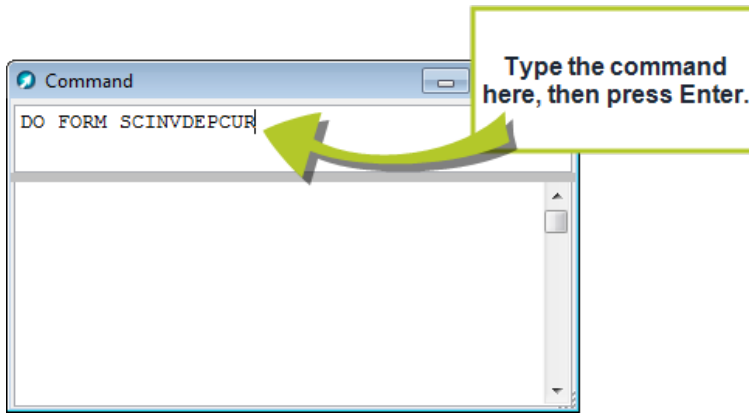 Command
DO FORM SCINVDEPCUR
Type the command
here, then press Enter.